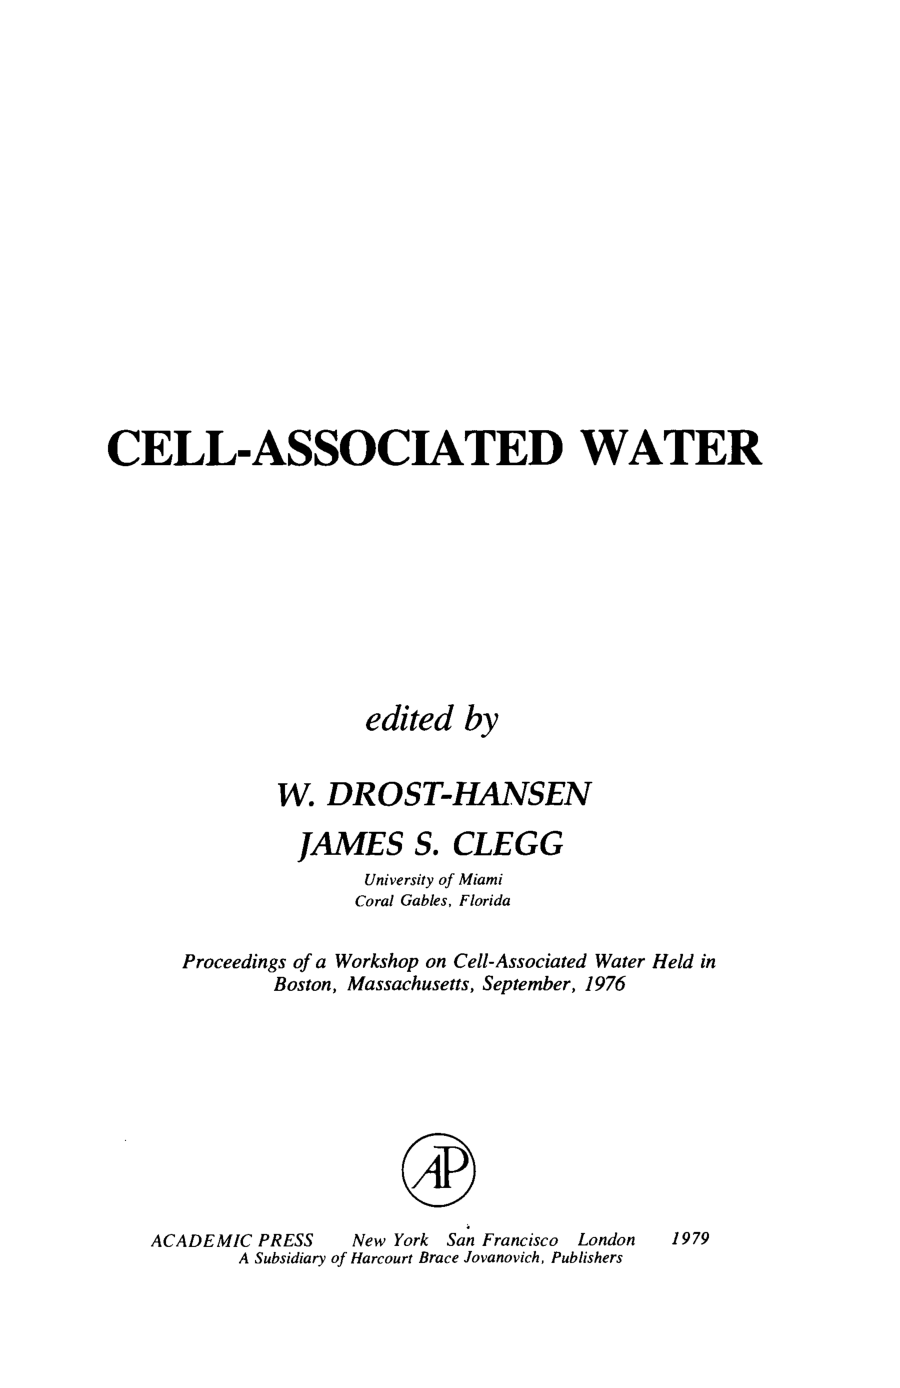 CELL-ASSOCIATED WATER
edited by
W. DROST-HANSEN
JAMES S. CLEGG
University of Miami
Coral Gables, Florida
Proceedings of a Workshop on Cell-Associated Water Held in
Boston, Massachusetts, September, 1976
AP
ACADEMIC PRESS New York San Francisco London 1979
A Subsidiary of Harcourt Brace Jovanovich, Publishers